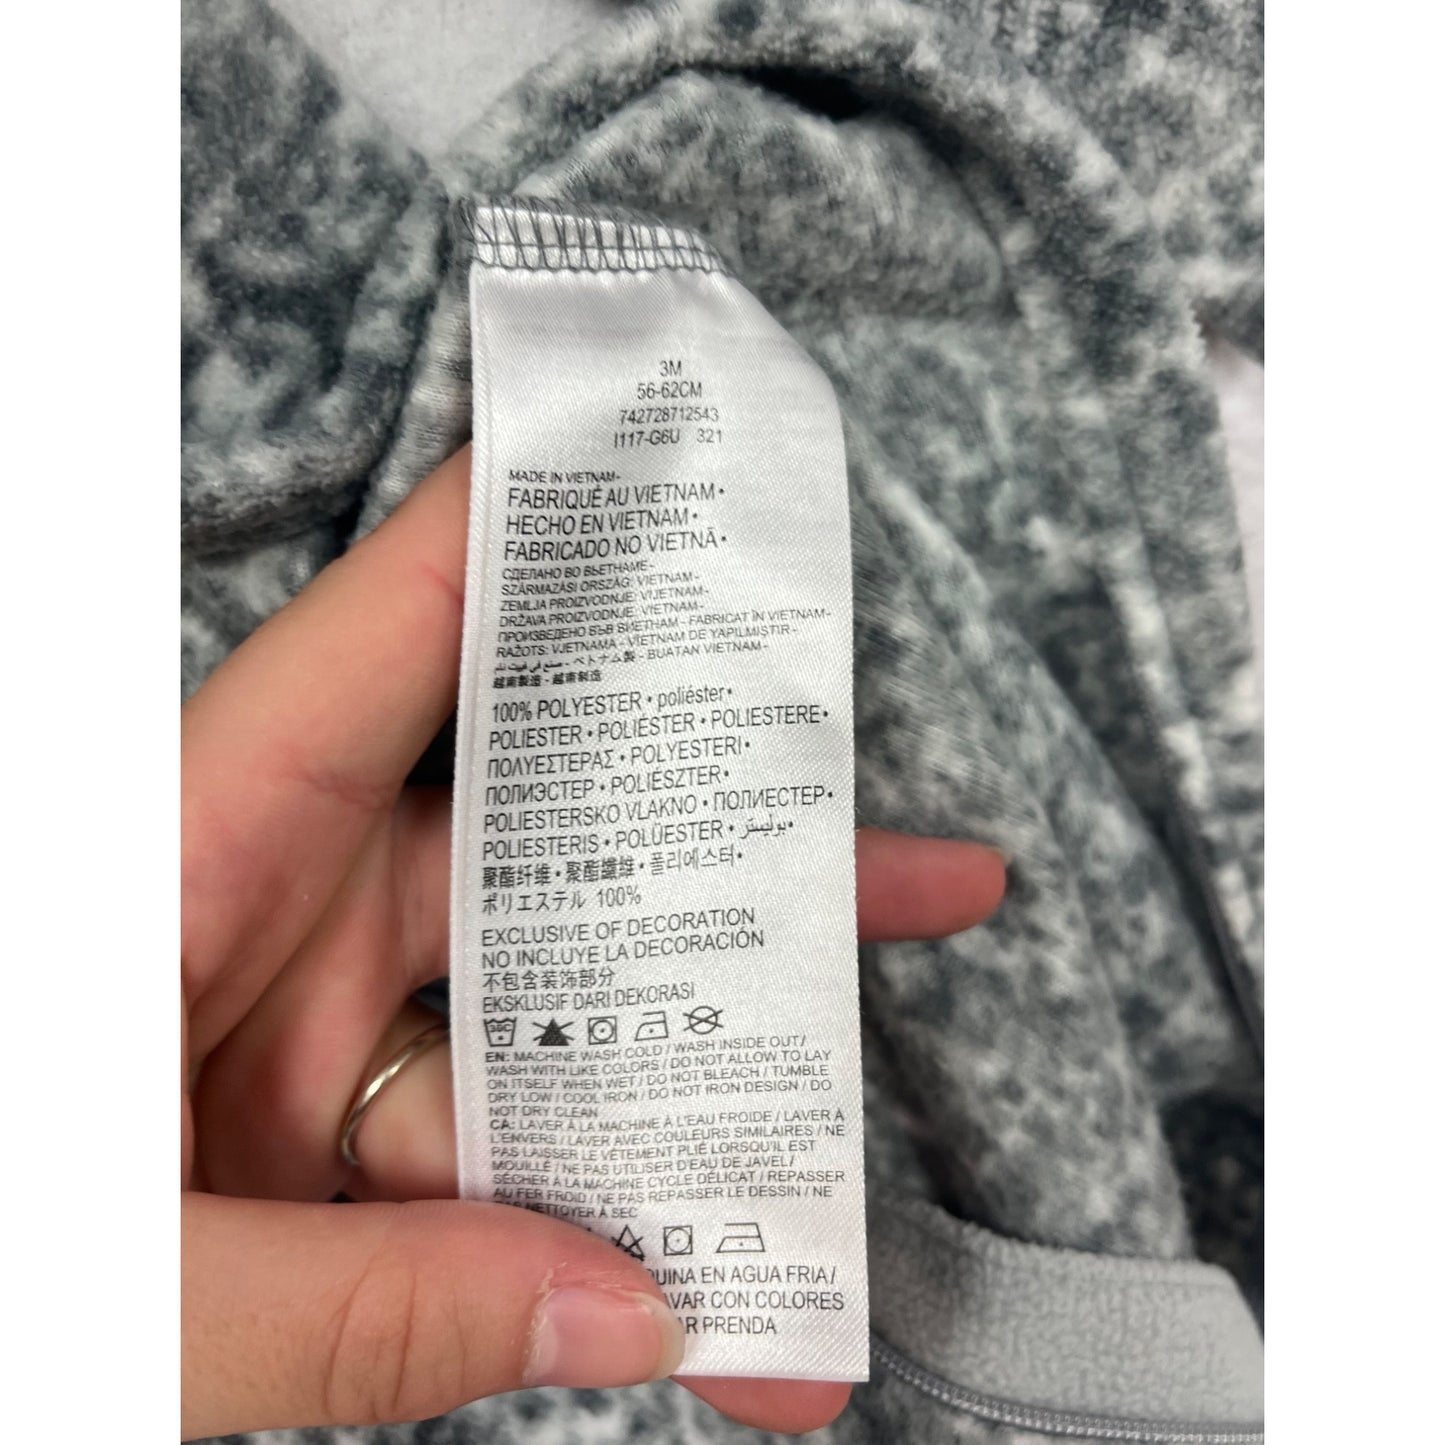 3M
56-62CM
742728712543
I117-G6U 321
MADE IN VIETNAM-
FABRIQUÉ AU VIETNAM•
HECHO EN VIETNAM•
FABRICADO NO VIETNÃ•
СДЕЛАНО ВО ВЬЕТНАМЕ-
SZÁRMAZÁSI ORSZÁG: VIETNAM-
ZEMLJA PROIZVODNJE: VIJETNAM-
DRŽAVA PROIZVODNJE: VIETNAM-
ПРОИЗВЕДЕНО ВЪВ ВИЕТНАМ - FABRICAT ÎN VIETNAM-
RAŽOTS: VJETNAMA - VIETNAM DE YAPILMIŞTIR-
صنع في فييت نام - ベトナム製 - BUATAN VIETNAM-
越南製造 - 越南制造
100% POLYESTER • poliéster•
POLIESTER • POLIÉSTER • POLIESTERE•
ΠΟΛΥΕΣΤΕΡΑΣ • POLYESTERI•
ПОЛИЭСТЕР • POLIÉSZTER•
POLIESTERSKO VLAKNO • ПОЛИЕСТЕР•
POLIESTERIS • POLÜESTER • بوليستر•
聚酯纤维 • 聚酯纖維 • 폴리에스터•
ポリエステル 100%
EXCLUSIVE OF DECORATION
NO INCLUYE LA DECORACIÓN
不包含装饰部分
EKSKLUSIF DARI DEKORASI
30C
EN: MACHINE WASH COLD / WASH INSIDE OUT /
WASH WITH LIKE COLORS / DO NOT ALLOW TO LAY
ON ITSELF WHEN WET / DO NOT BLEACH / TUMBLE
DRY LOW / COOL IRON / DO NOT IRON DESIGN / DO
NOT DRY CLEAN
CA: LAVER À LA MACHINE À L'EAU FROIDE / LAVER À
L'ENVERS / LAVER AVEC COULEURS SIMILAIRES / NE
PAS LAISSER LE VÊTEMENT PLIÉ LORSQU'IL EST
MOUILLÉ / NE PAS UTILISER D'EAU DE JAVEL /
SÉCHER À LA MACHINE CYCLE DÉLICAT / REPASSER
AU FER FROID / NE PAS REPASSER LE DESSIN / NE
PAS NETTOYER À SEC
UINA EN AGUA FRIA /
AVAR CON COLORES
AR PRENDA